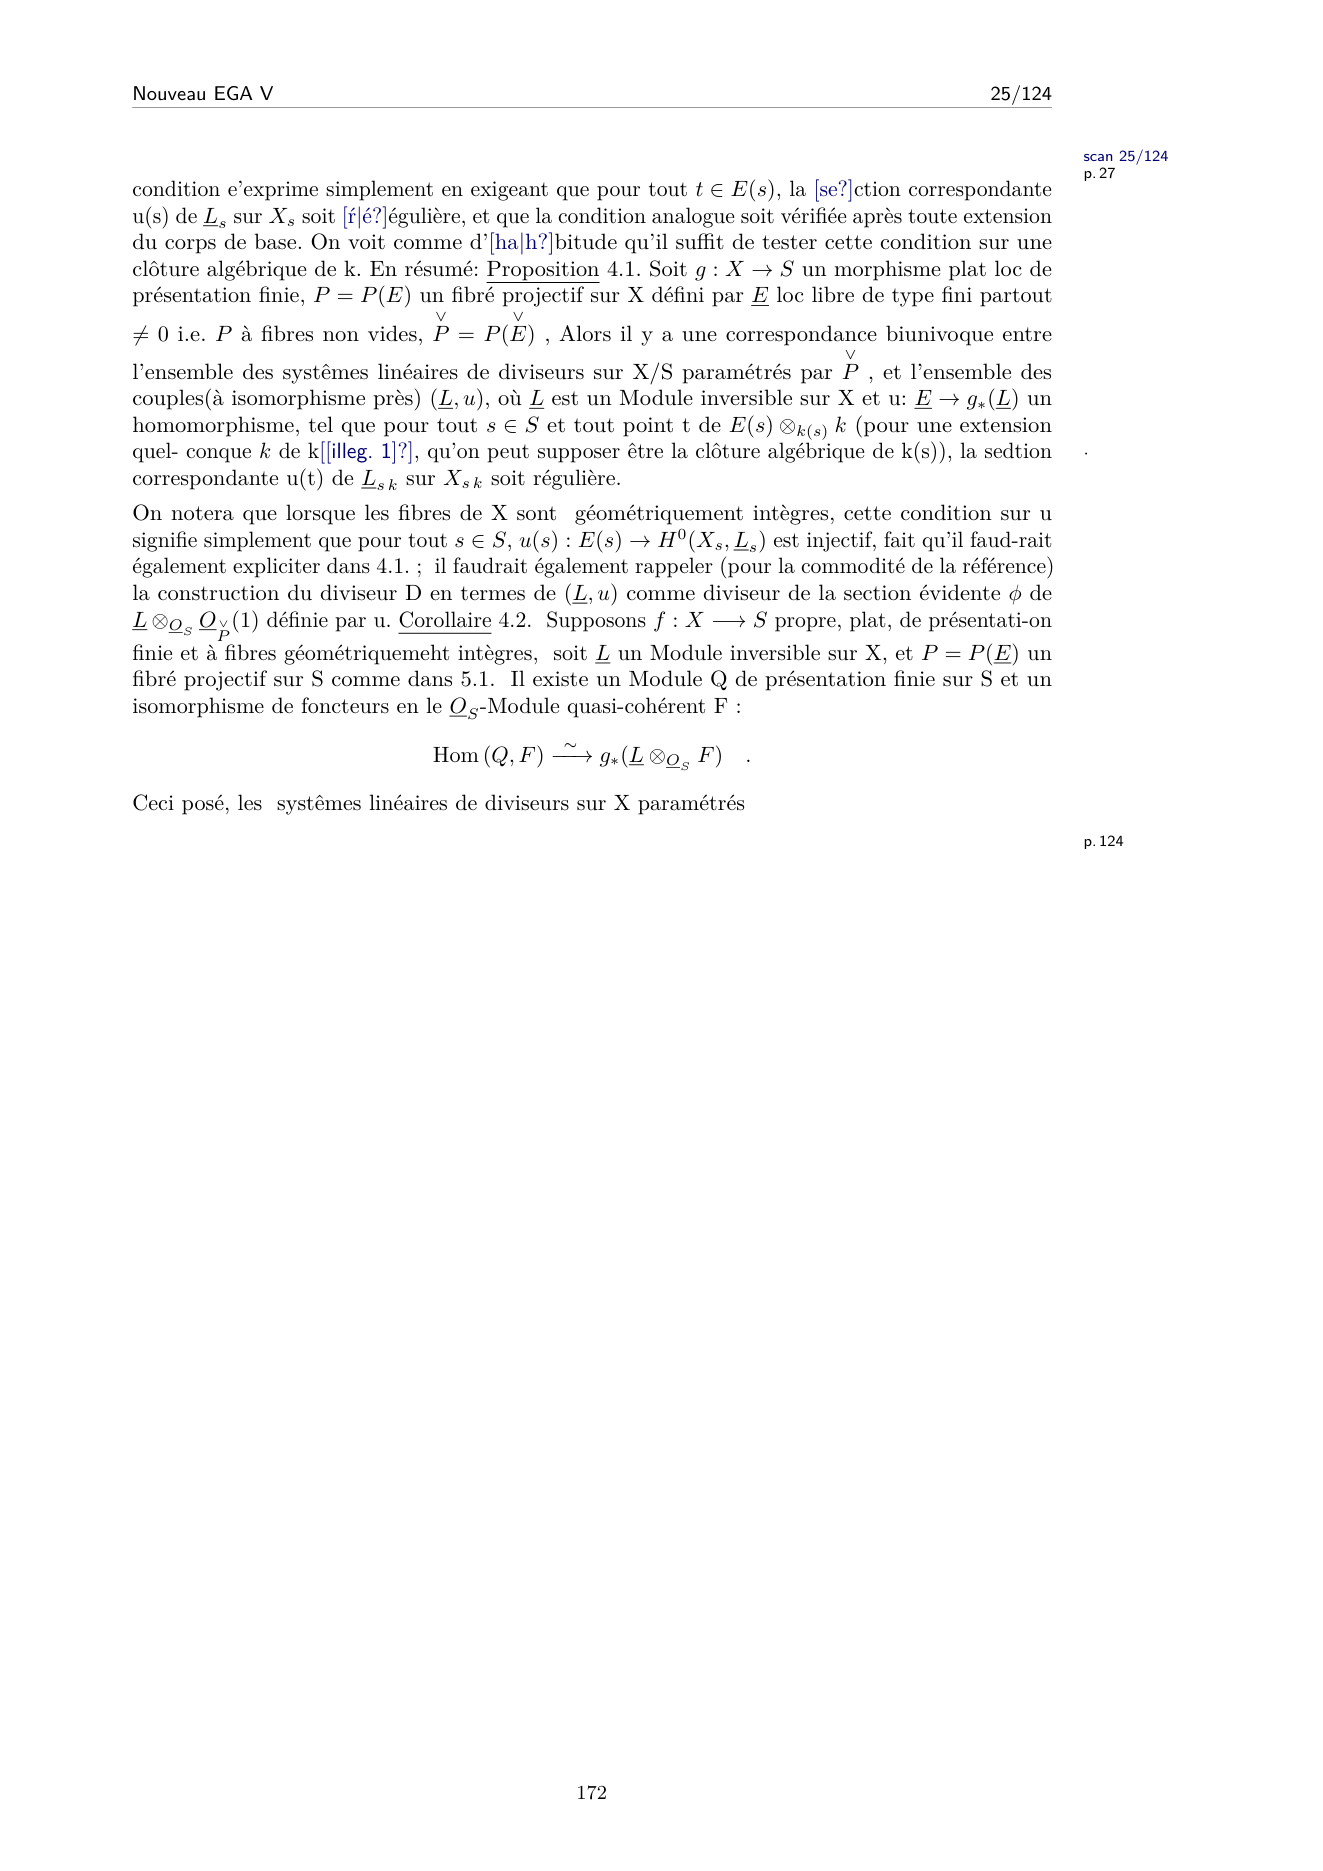 Nouveau EGA V 25/124
scan 25/124
p. 27
condition e'exprime simplement en exigeant que pour tout t ∈ E(s), la [se?]ction correspondante
u(s) de L_s sur X_s soit [ŕ|é?]égulière, et que la condition analogue soit vérifiée après toute extension
du corps de base. On voit comme d'[ha|h?]bitude qu'il suffit de tester cette condition sur une
clôture algébrique de k. En résumé: Proposition 4.1. Soit g : X → S un morphisme plat loc de
présentation finie, P = P(E) un fibré projectif sur X défini par E loc libre de type fini partout
≠ 0 i.e. P à fibres non vides, P̌ = P(Ě) , Alors il y a une correspondance biunivoque entre
l'ensemble des systêmes linéaires de diviseurs sur X/S paramétrés par P̌ , et l'ensemble des
couples(à isomorphisme près) (L, u), où L est un Module inversible sur X et u: E → g_*(L) un
homomorphisme, tel que pour tout s ∈ S et tout point t de E(s) ⊗_{k(s)} k (pour une extension
quel- conque k de k[[illeg. 1]?], qu'on peut supposer être la clôture algébrique de k(s)), la sedtion
.
correspondante u(t) de L_{s k} sur X_{s k} soit régulière.
On notera que lorsque les fibres de X sont géométriquement intègres, cette condition sur u
signifie simplement que pour tout s ∈ S, u(s) : E(s) → H^0(X_s, L_s) est injectif, fait qu'il faud-rait
également expliciter dans 4.1. ; il faudrait également rappeler (pour la commodité de la référence)
la construction du diviseur D en termes de (L, u) comme diviseur de la section évidente ϕ de
L ⊗_{O_S} O_{P̌}(1) définie par u. Corollaire 4.2. Supposons f : X ⟶ S propre, plat, de présentati-on
finie et à fibres géométriquemeht intègres, soit L un Module inversible sur X, et P = P(E) un
fibré projectif sur S comme dans 5.1. Il existe un Module Q de présentation finie sur S et un
isomorphisme de foncteurs en le O_S-Module quasi-cohérent F :
Hom (Q, F) ⟶^∼ g_*(L ⊗_{O_S} F) .
Ceci posé, les systêmes linéaires de diviseurs sur X paramétrés
p. 124
172